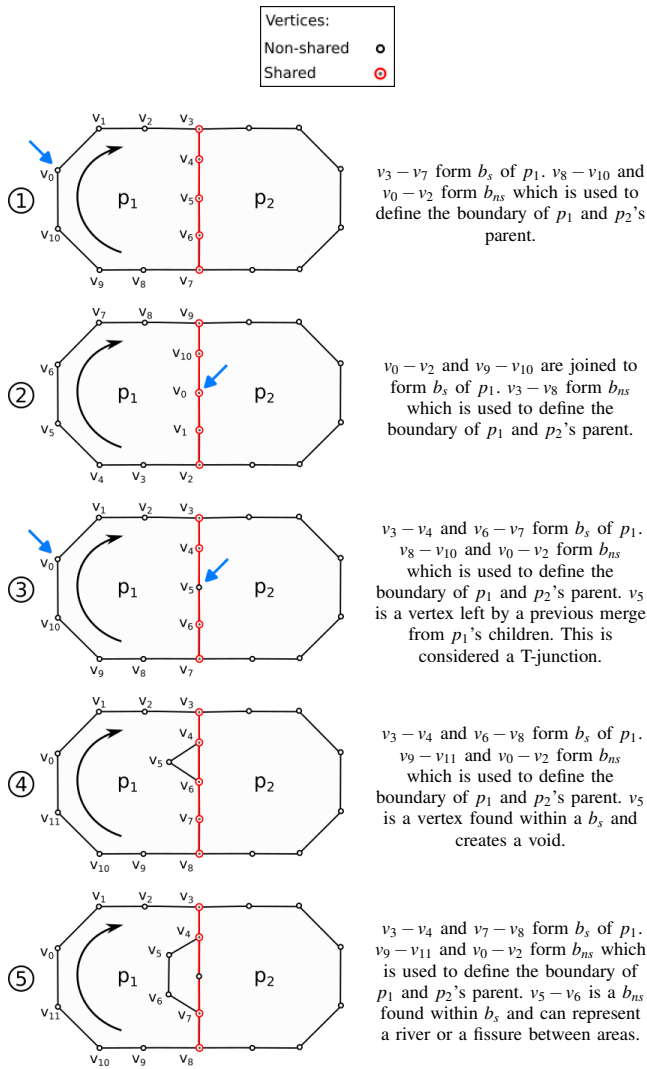 Vertices:
Non-shared
Shared
v₁ v₂ v₃
v₄
v₀
① p₁ v₅ p₂
v₁₀ v₆
v₉ v₈ v₇
v₃ − v₇ form bₛ of p₁. v₈ − v₁₀ and
v₀ − v₂ form bₙₛ which is used to
define the boundary of p₁ and p₂'s
parent.
v₇ v₈ v₉
v₁₀
v₆
② p₁ v₀ p₂
v₅ v₁
v₄ v₃ v₂
v₀ − v₂ and v₉ − v₁₀ are joined to
form bₛ of p₁. v₃ − v₈ form bₙₛ
which is used to define the
boundary of p₁ and p₂'s parent.
v₁ v₂ v₃
v₄
v₀
③ p₁ v₅ p₂
v₁₀ v₆
v₉ v₈ v₇
v₃ − v₄ and v₆ − v₇ form bₛ of p₁.
v₈ − v₁₀ and v₀ − v₂ form bₙₛ
which is used to define the
boundary of p₁ and p₂'s parent. v₅
is a vertex left by a previous merge
from p₁'s children. This is
considered a T-junction.
v₁ v₂ v₃
v₄
v₀ v₅
④ p₁ v₆ p₂
v₁₁ v₇
v₁₀ v₉ v₈
v₃ − v₄ and v₆ − v₈ form bₛ of p₁.
v₉ − v₁₁ and v₀ − v₂ form bₙₛ
which is used to define the
boundary of p₁ and p₂'s parent. v₅
is a vertex found within a bₛ and
creates a void.
v₁ v₂ v₃
v₄
v₀ v₅
⑤ p₁ p₂
v₆
v₁₁ v₇
v₁₀ v₉ v₈
v₃ − v₄ and v₇ − v₈ form bₛ of p₁.
v₉ − v₁₁ and v₀ − v₂ form bₙₛ which
is used to define the boundary of
p₁ and p₂'s parent. v₅ − v₆ is a bₙₛ
found within bₛ and can represent
a river or a fissure between areas.